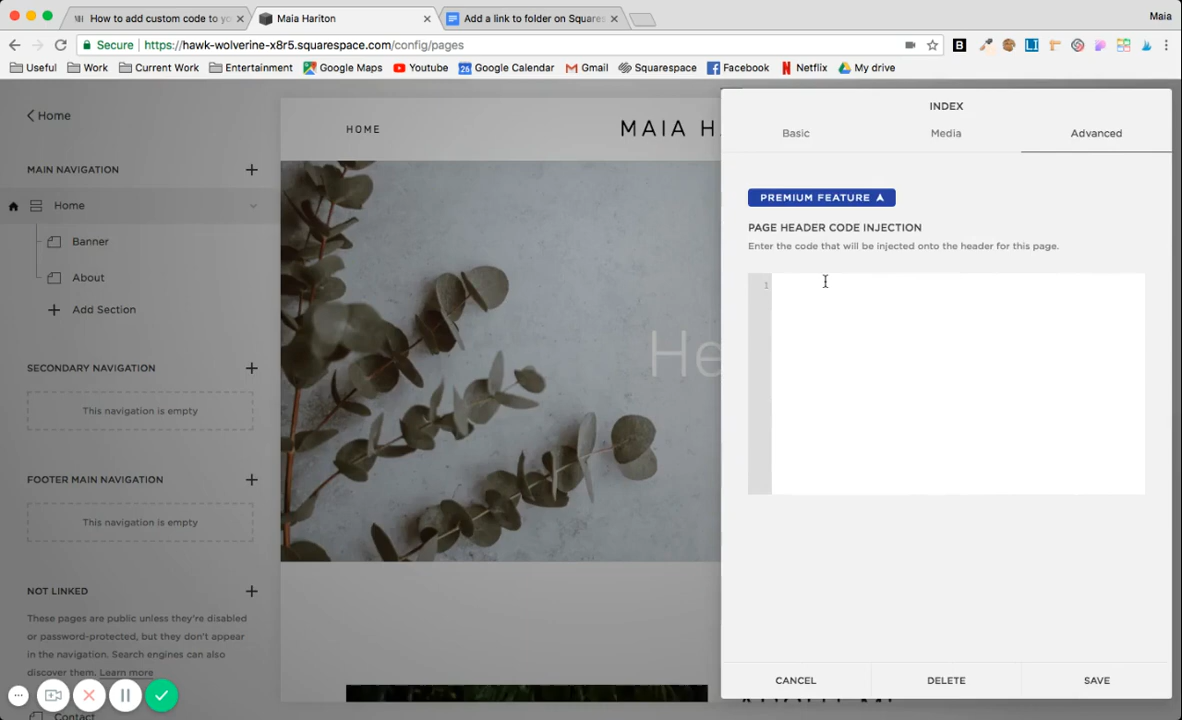 How to add custom code to yo
Maia Hariton
Add a link to folder on Squares
Maia
Secure
https://hawk-wolverine-x8r5.squarespace.com/config/pages
Useful
Work
Current Work
Entertainment
Google Maps
Youtube
26
Google Calendar
Gmail
Squarespace
Facebook
Netflix
My drive
Home
MAIN NAVIGATION
Home
Banner
About
Add Section
SECONDARY NAVIGATION
This navigation is empty
FOOTER MAIN NAVIGATION
This navigation is empty
NOT LINKED
These pages are public unless they're disabled
or password-protected, but they don't appear
in the navigation. Search engines can also
discover them. Learn more
Contact
HOME
MAIA HA
He
INDEX
Basic
Media
Advanced
PREMIUM FEATURE
PAGE HEADER CODE INJECTION
Enter the code that will be injected onto the header for this page.
1
CANCEL
DELETE
SAVE